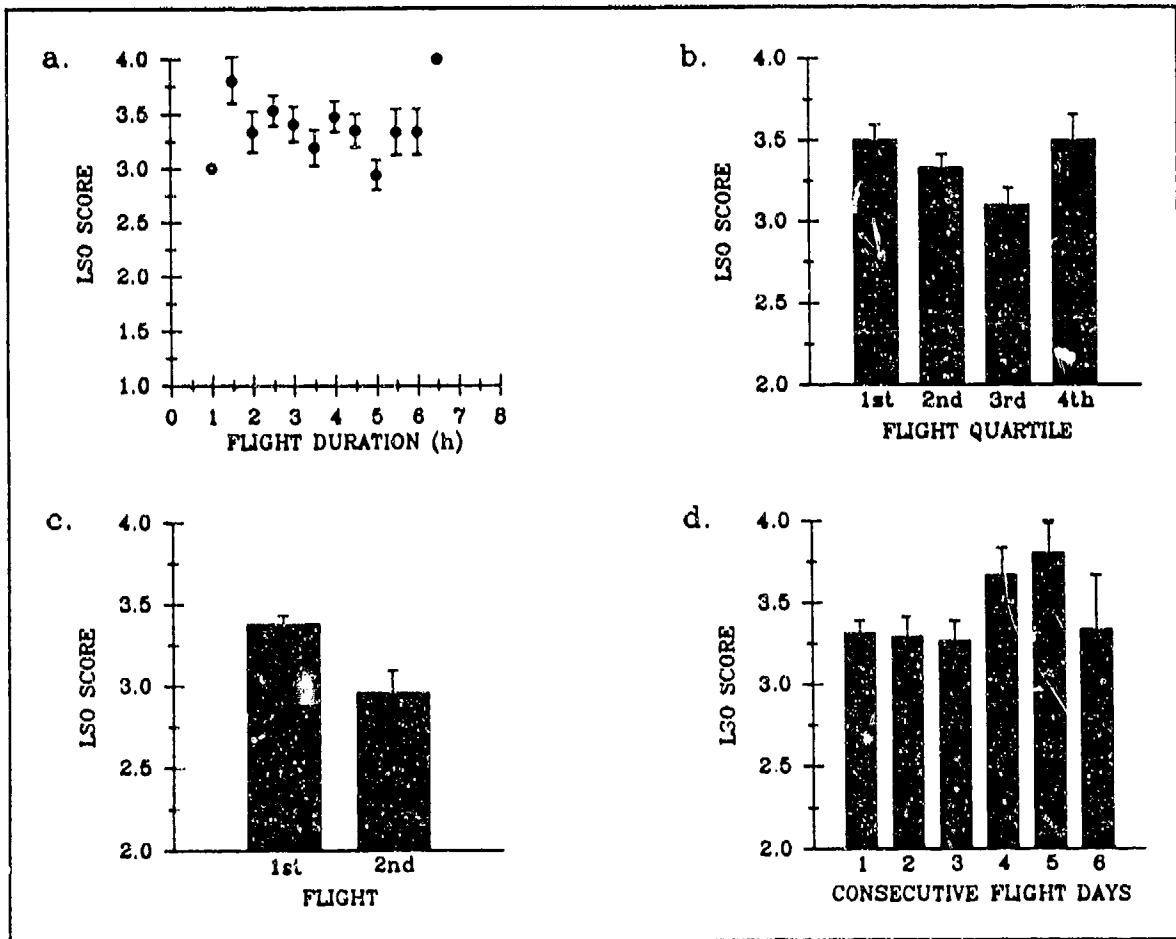 a.
4.0
3.5
3.0
2.5
2.0
1.5
1.0
LSO SCORE
0 1 2 3 4 5 6 7 8
FLIGHT DURATION (h)
b.
4.0
3.5
3.0
2.5
2.0
LSO SCORE
1st 2nd 3rd 4th
FLIGHT QUARTILE
c.
4.0
3.5
3.0
2.5
2.0
LSO SCORE
1st 2nd
FLIGHT
d.
4.0
3.5
3.0
2.5
2.0
LSO SCORE
1 2 3 4 5 6
CONSECUTIVE FLIGHT DAYS